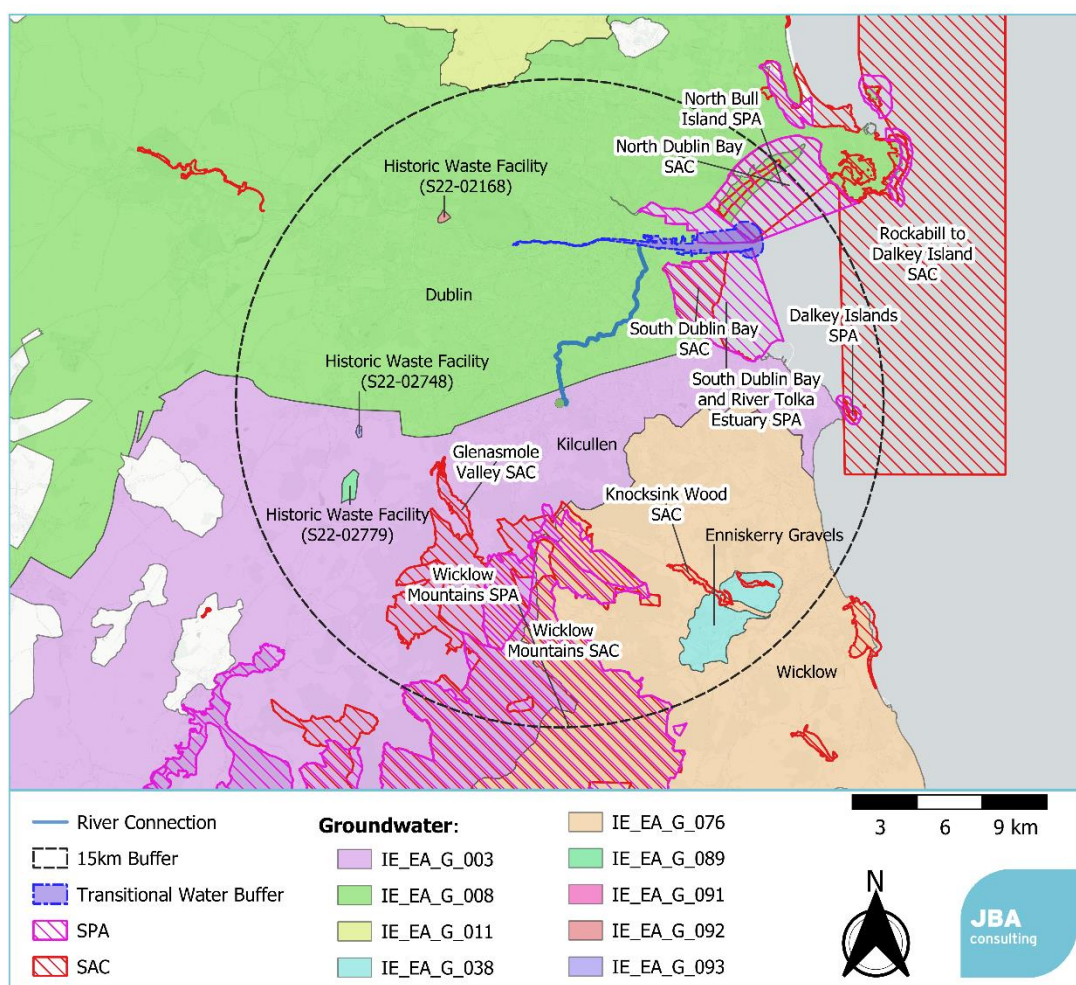 North Bull
Island SPA
North Dublin Bay
SAC
Historic Waste Facility
(S22-02168)
Rockabill to
Dalkey Island
SAC
Dublin
South Dublin Bay
SAC
Dalkey Islands
SPA
Historic Waste Facility
(S22-02748)
South Dublin Bay
and River Tolka
Estuary SPA
Kilcullen
Glenasmole
Valley SAC
Knocksink Wood
SAC
Historic Waste Facility
(S22-02779)
Enniskerry Gravels
Wicklow
Mountains SPA
Wicklow
Mountains SAC
Wicklow
River Connection
15km Buffer
Transitional Water Buffer
SPA
SAC
Groundwater:
IE_EA_G_003
IE_EA_G_008
IE_EA_G_011
IE_EA_G_038
IE_EA_G_076
IE_EA_G_089
IE_EA_G_091
IE_EA_G_092
IE_EA_G_093
3 6 9 km
N
JBA
consulting